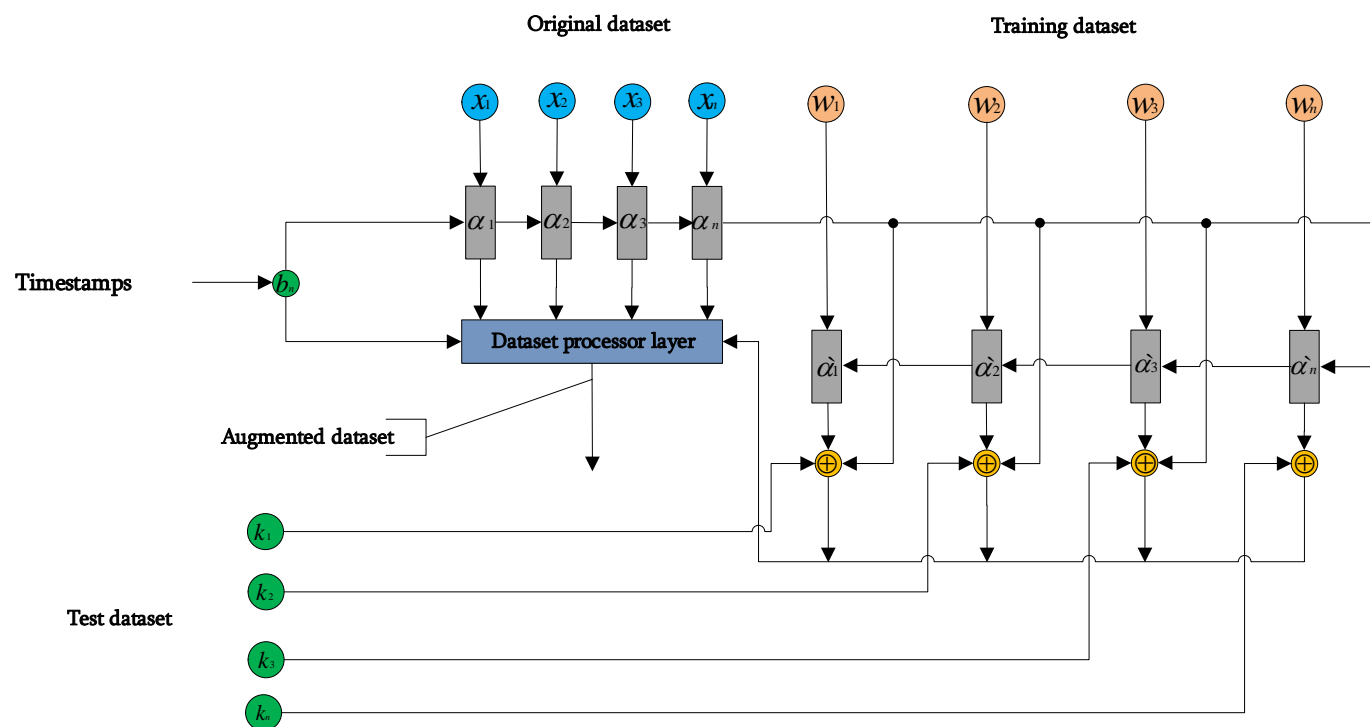 Original dataset Training dataset
x1 x2 x3 xn w1 w2 w3 wn
α1 α2 α3 αn
Timestamps bn
Dataset processor layer
ὰ1 ὰ2 ὰ3 ὰn
Augmented dataset
⊕ ⊕ ⊕ ⊕
k1
k2
Test dataset
k3
kn